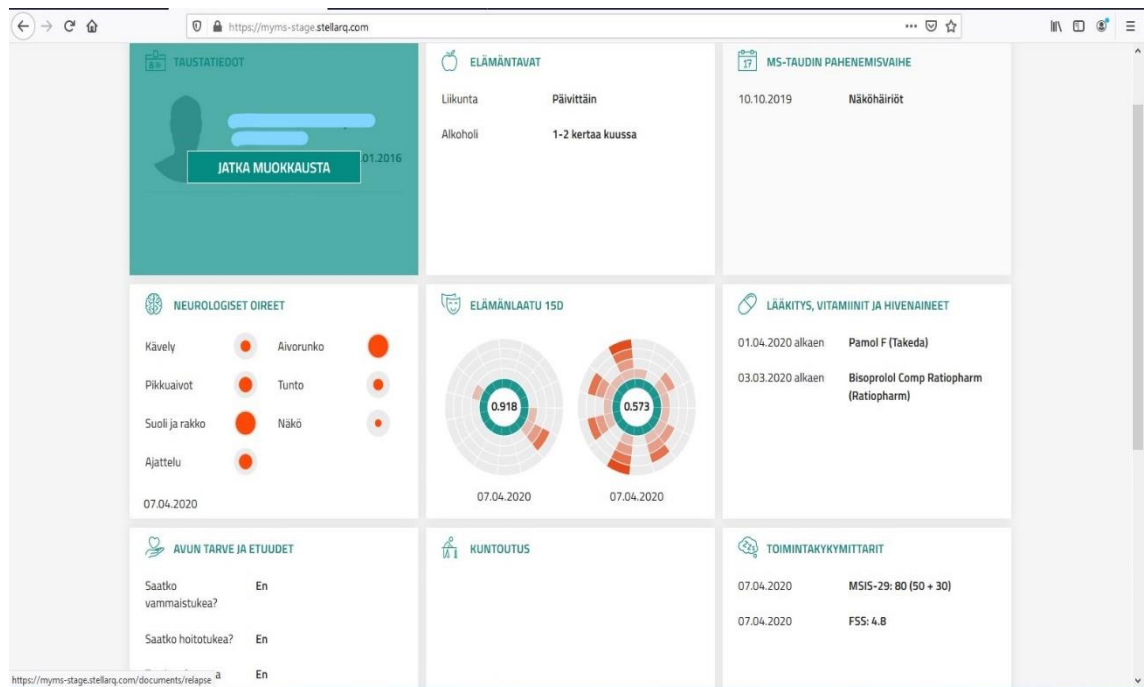 https://myms-stage.stellarq.com
TAUSTATIEDOT
.01.2016
JATKA MUOKKAUSTA
ELÄMÄNTAVAT
Liikunta Päivittäin
Alkoholi 1-2 kertaa kuussa
17
MS-TAUDIN PAHENEMISVAIHE
10.10.2019 Näköhäiriöt
NEUROLOGISET OIREET
Kävely Aivorunko
Pikkuaivot Tunto
Suoli ja rakko Näkö
Ajattelu
07.04.2020
ELÄMÄNLAATU 15D
0.918 0.573
07.04.2020 07.04.2020
LÄÄKITYS, VITAMIINIT JA HIVENAINEET
01.04.2020 alkaen Pamol F (Takeda)
03.03.2020 alkaen Bisoprolol Comp Ratiopharm
(Ratiopharm)
AVUN TARVE JA ETUUDET
Saatko En
vammaistukea?
Saatko hoitotukea? En
a En
KUNTOUTUS
TOIMINTAKYKYMITTARIT
07.04.2020 MSIS-29: 80 (50 + 30)
07.04.2020 FSS: 4.8
https://myms-stage.stellarq.com/documents/relapse